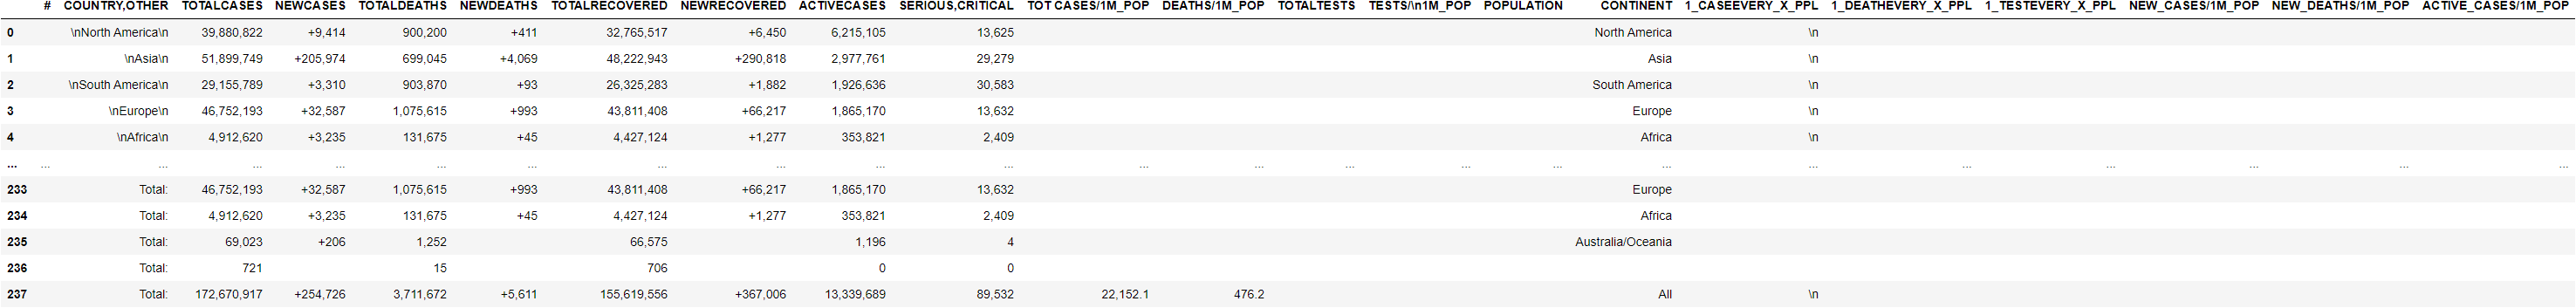 # COUNTRY,OTHER TOTALCASES NEWCASES TOTALDEATHS NEWDEATHS TOTALRECOVERED NEWRECOVERED ACTIVECASES SERIOUS,CRITICAL TOT CASES/1M_POP DEATHS/1M_POP TOTALTESTS TESTS/\n1M_POP POPULATION CONTINENT 1_CASEEVERY_X_PPL 1_DEATHEVERY_X_PPL 1_TESTEVERY_X_PPL NEW_CASES/1M_POP NEW_DEATHS/1M_POP ACTIVE_CASES/1M_POP
0 \nNorth America\n 39,880,822 +9,414 900,200 +411 32,765,517 +6,450 6,215,105 13,625 North America \n
1 \nAsia\n 51,899,749 +205,974 699,045 +4,069 48,222,943 +290,818 2,977,761 29,279 Asia \n
2 \nSouth America\n 29,155,789 +3,310 903,870 +93 26,325,283 +1,882 1,926,636 30,583 South America \n
3 \nEurope\n 46,752,193 +32,587 1,075,615 +993 43,811,408 +66,217 1,865,170 13,632 Europe \n
4 \nAfrica\n 4,912,620 +3,235 131,675 +45 4,427,124 +1,277 353,821 2,409 Africa \n
... ... ... ... ... ... ... ... ... ... ... ... ... ... ... ... ... ... ... ... ... ... ...
233 Total: 46,752,193 +32,587 1,075,615 +993 43,811,408 +66,217 1,865,170 13,632 Europe
234 Total: 4,912,620 +3,235 131,675 +45 4,427,124 +1,277 353,821 2,409 Africa
235 Total: 69,023 +206 1,252 66,575 1,196 4 Australia/Oceania
236 Total: 721 15 706 0 0
237 Total: 172,670,917 +254,726 3,711,672 +5,611 155,619,556 +367,006 13,339,689 89,532 22,152.1 476.2 All \n